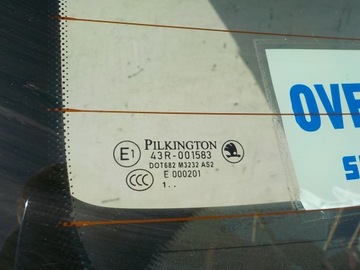 PILKINGTON
E1 43R-001583
DOT682 M3232 AS2
CCC E 000201
1..
OVE